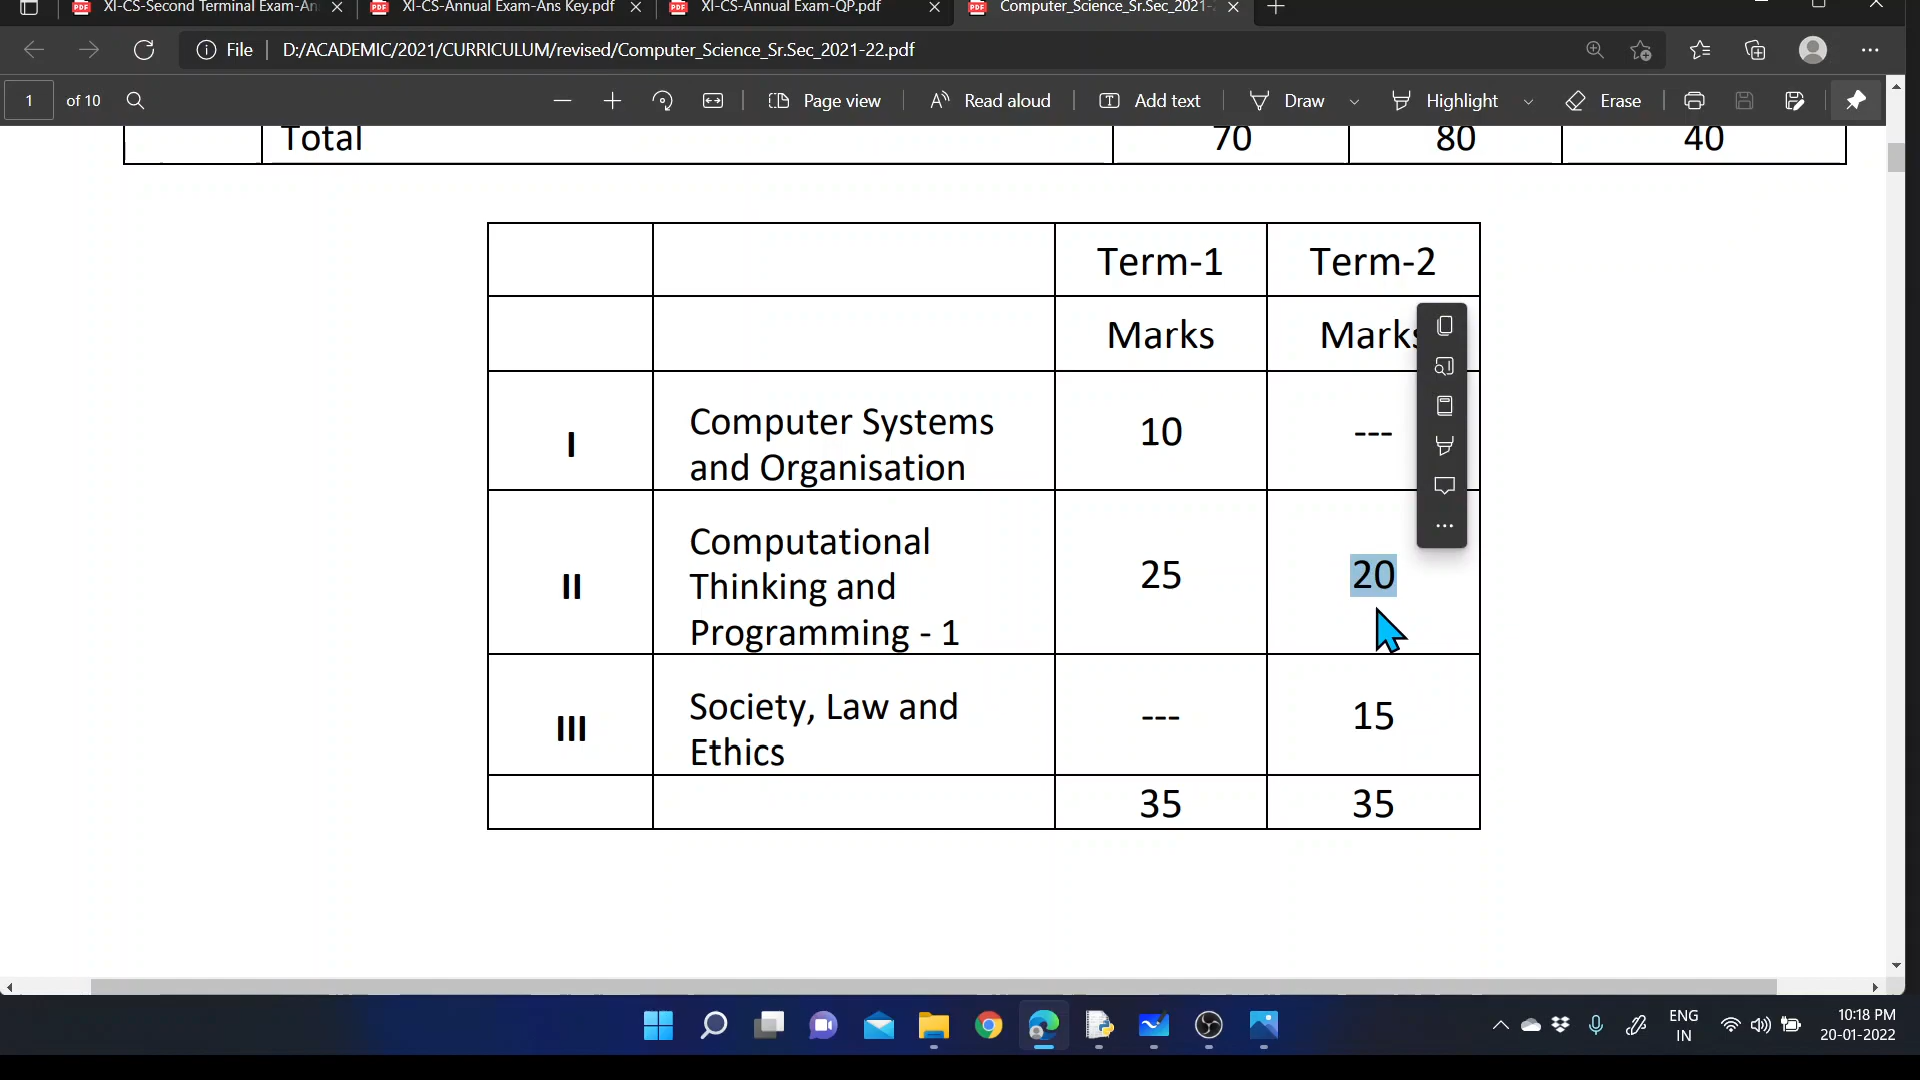 XI-CS-Second Terminal Exam-An
XI-CS-Annual Exam-Ans Key.pdf
XI-CS-Annual Exam-QP.pdf
Computer_Science_Sr.Sec_2021-
File
D:/ACADEMIC/2021/CURRICULUM/revised/Computer_Science_Sr.Sec_2021-22.pdf
1 of 10
Page view
Read aloud
Add text
Draw
Highlight
Erase
Total 70 80 40
Term-1 Term-2
Marks Marks
I Computer Systems and Organisation 10 ---
II Computational Thinking and Programming - 1 25 20
III Society, Law and Ethics --- 15
35 35
ENG
IN
10:18 PM
20-01-2022